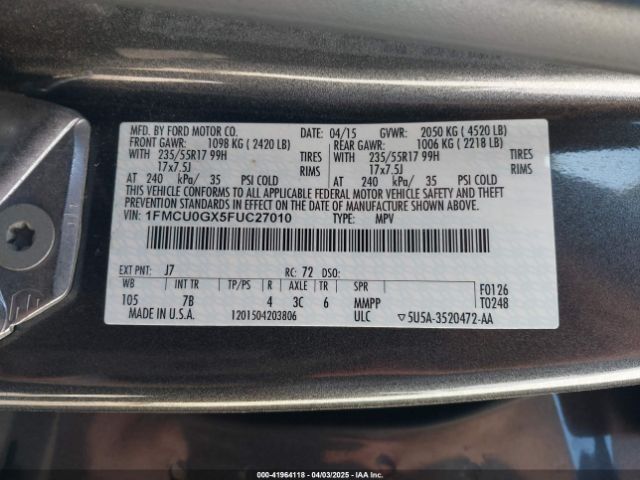 MFD. BY FORD MOTOR CO. DATE: 04/15 GVWR: 2050 KG ( 4520 LB)
FRONT GAWR: 1098 KG ( 2420 LB) REAR GAWR: 1006 KG ( 2218 LB)
WITH 235/55R17 99H TIRES WITH 235/55R17 99H TIRES
17x7.5J RIMS 17x7.5J RIMS
AT 240 kPa/ 35 PSI COLD AT 240 kPa/ 35 PSI COLD
THIS VEHICLE CONFORMS TO ALL APPLICABLE FEDERAL MOTOR VEHICLE SAFETY AND THEFT
PREVENTION STANDARDS IN EFFECT ON THE DATE OF MANUFACTURE SHOWN ABOVE.
VIN: 1FMCU0GX5FUC27010 TYPE: MPV
EXT PNT: J7 RC: 72 DSO:
WB INT TR TP/PS R AXLE TR SPR F0126
105 7B 4 3C 6 MMPP T0248
MADE IN U.S.A. 1201504203806 ULC ▽5U5A-3520472-AA
000-41964118 - 04/03/2025 - IAAI.COM